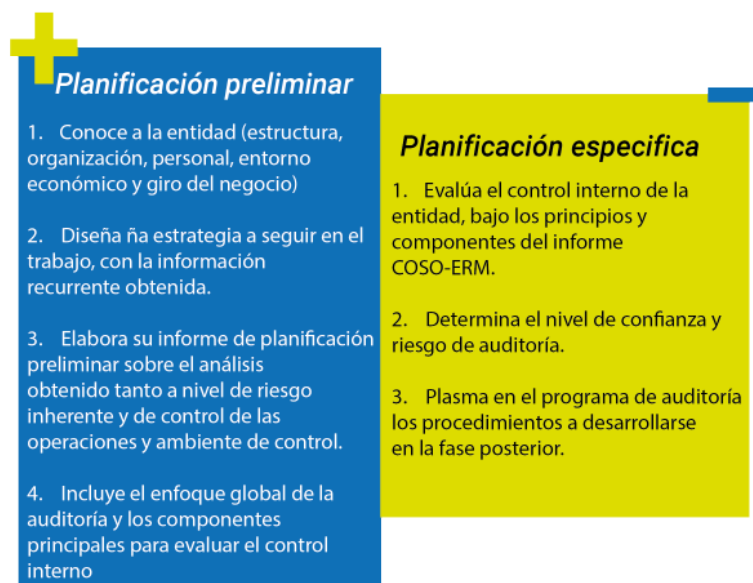 Planificación preliminar
1. Conoce a la entidad (estructura,
organización, personal, entorno
económico y giro del negocio)
2. Diseña ña estrategia a seguir en el
trabajo, con la información
recurrente obtenida.
3. Elabora su informe de planificación
preliminar sobre el análisis
obtenido tanto a nivel de riesgo
inherente y de control de las
operaciones y ambiente de control.
4. Incluye el enfoque global de la
auditoría y los componentes
principales para evaluar el control
interno
Planificación especifica
1. Evalúa el control interno de la
entidad, bajo los principios y
componentes del informe
COSO-ERM.
2. Determina el nivel de confianza y
riesgo de auditoría.
3. Plasma en el programa de auditoría
los procedimientos a desarrollarse
en la fase posterior.